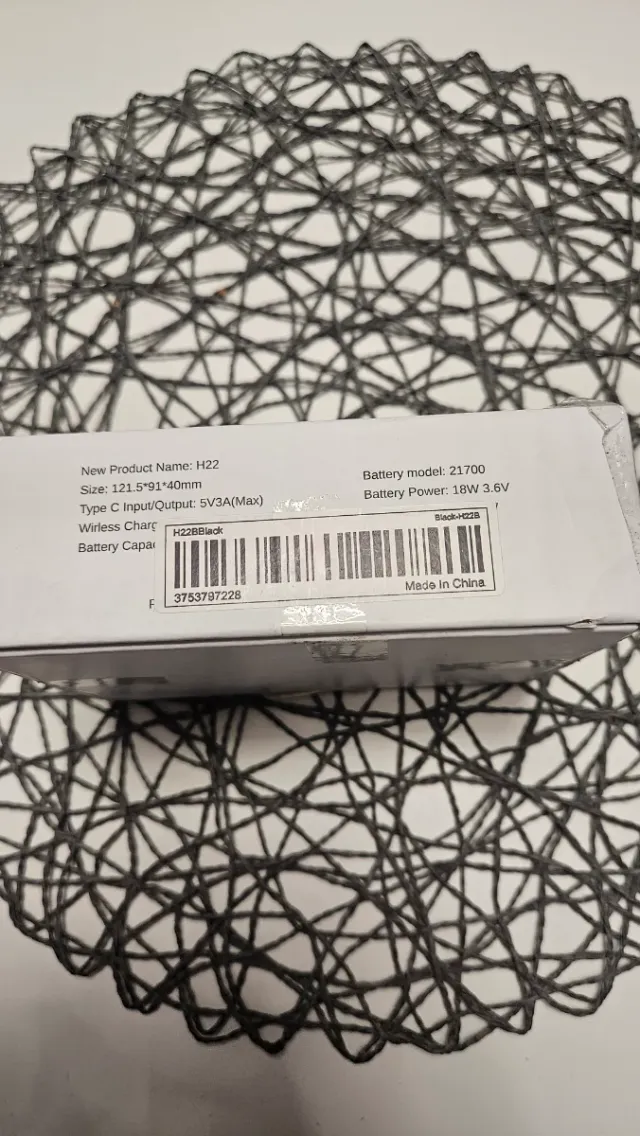 New Product Name: H22
Size: 121.5*91*40mm
Type C Input/Output: 5V3A(Max)
Wirless Charg
Battery Capac
Battery model: 21700
Battery Power: 18W 3.6V
H22BBlack
Black-H22B
3753797228
Made In China